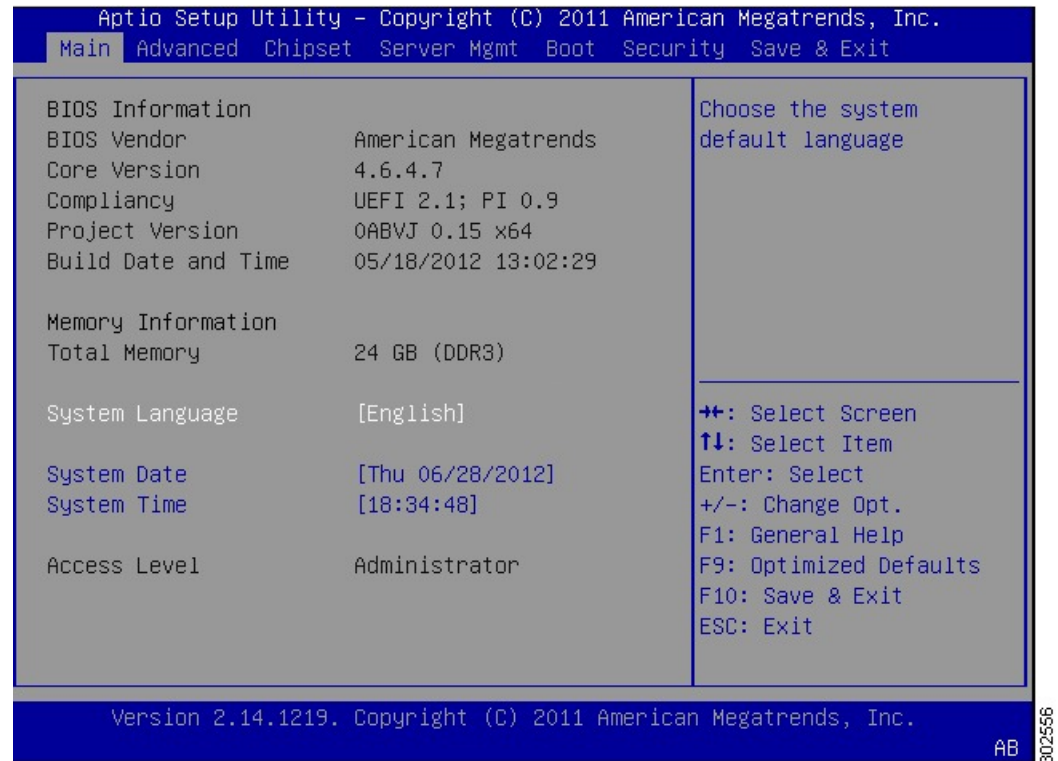 Aptio Setup Utility – Copyright (C) 2011 American Megatrends, Inc.
Main Advanced Chipset Server Mgmt Boot Security Save & Exit
BIOS Information
BIOS Vendor American Megatrends
Core Version 4.6.4.7
Compliancy UEFI 2.1; PI 0.9
Project Version 0ABVJ 0.15 x64
Build Date and Time 05/18/2012 13:02:29
Memory Information
Total Memory 24 GB (DDR3)
System Language [English]
System Date [Thu 06/28/2012]
System Time [18:34:48]
Access Level Administrator
Choose the system
default language
→←: Select Screen
↑↓: Select Item
Enter: Select
+/-: Change Opt.
F1: General Help
F9: Optimized Defaults
F10: Save & Exit
ESC: Exit
Version 2.14.1219. Copyright (C) 2011 American Megatrends, Inc.
AB
302556